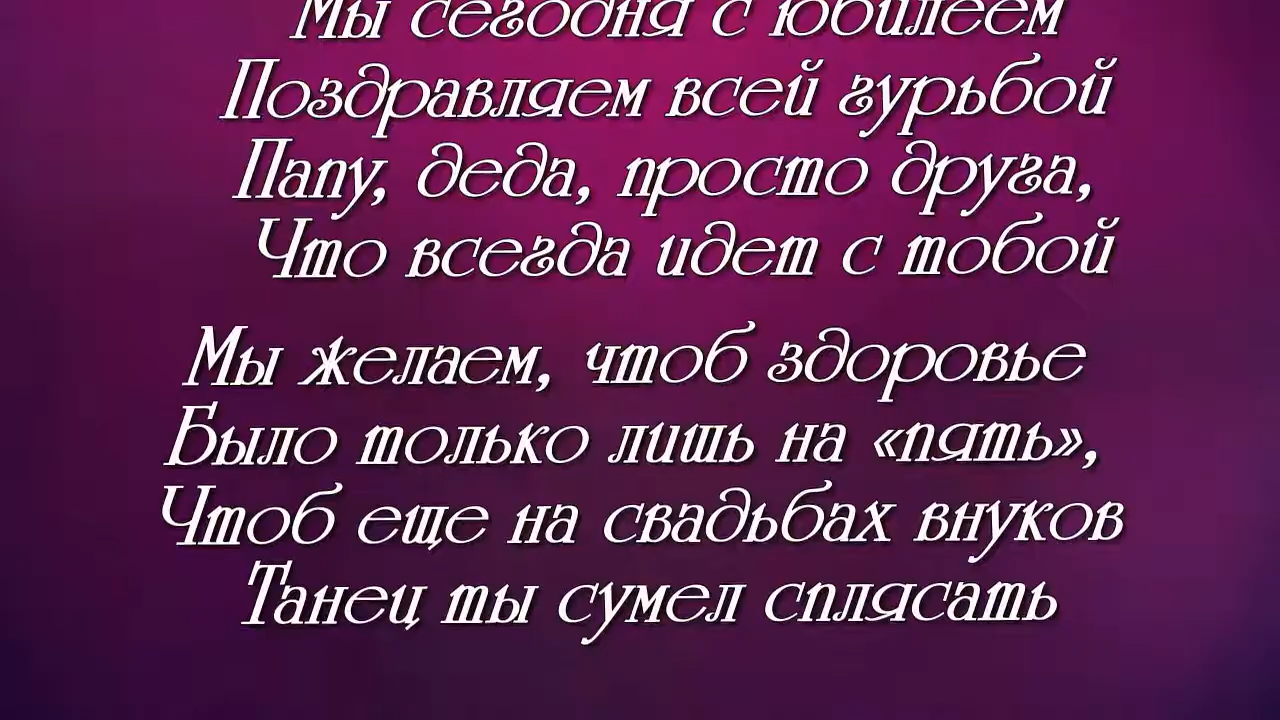 Мы сегодня с юбилеем
Поздравляем всей гурьбой
Папу, деда, просто друга,
Что всегда идет с тобой
Мы желаем, чтоб здоровье
Было только лишь на «пять»,
Чтоб еще на свадьбах внуков
Танец ты сумел сплясать